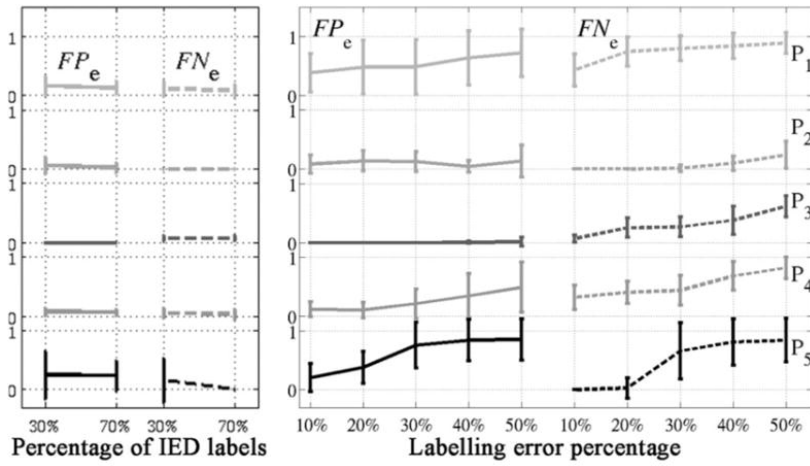 FPe FNe FPe FNe
1 1 P1
0 0
1 1 P2
0 0
1 1 P3
0 0
1 1 P4
0 0
1 1 P5
0 0
30% 70% 30% 70% 10% 20% 30% 40% 50% 10% 20% 30% 40% 50%
Percentage of IED labels Labelling error percentage